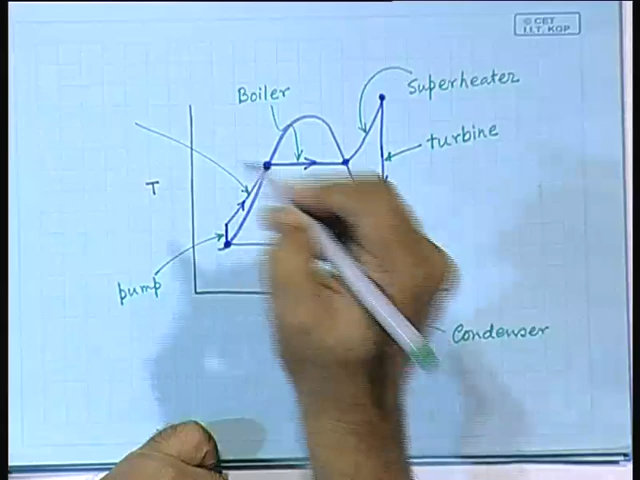 © CET
I.I.T. KGP
Boiler
Superheater
turbine
T
pump
Condenser